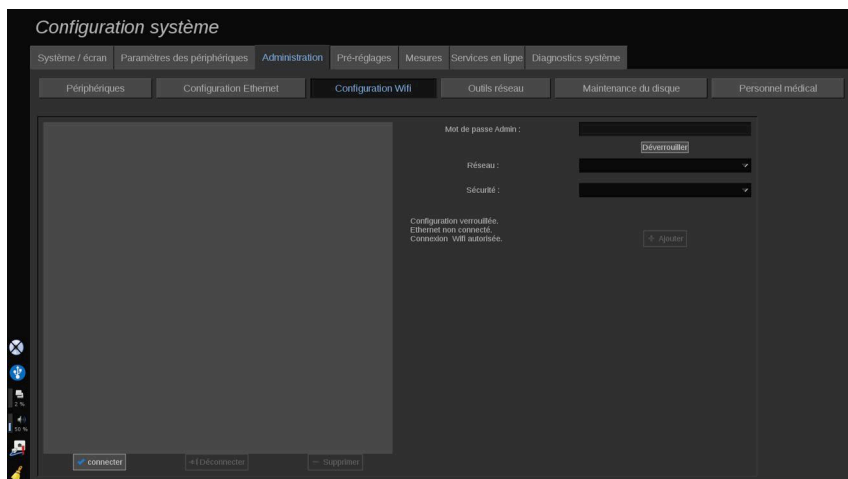 Configuration système
Système / écran Paramètres des périphériques Administration Pré-réglages Mesures Services en ligne Diagnostics système
Périphériques Configuration Ethernet Configuration Wifi Outils réseau Maintenance du disque Personnel médical
Mot de passe Admin :
Déverrouiller
Réseau :
Sécurité :
Configuration verrouillée.
Ethernet non connecté.
Connexion Wifi autorisée.
Ajouter
2 %
50 %
connecter Déconnecter Supprimer